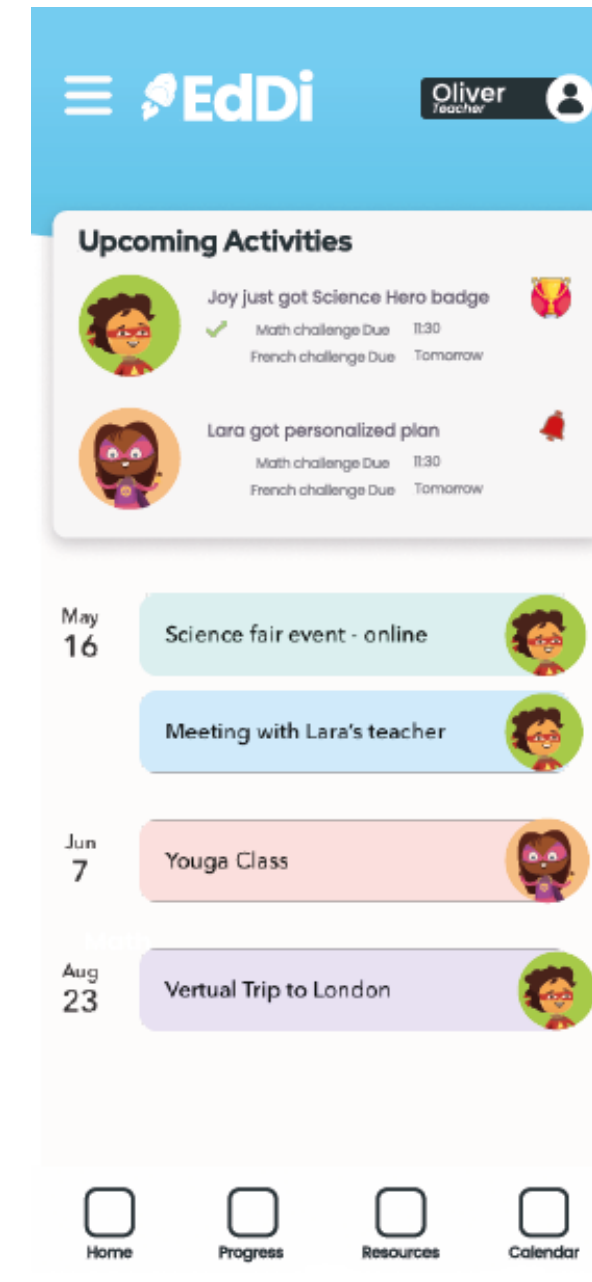 EdDi
Oliver
Teacher
Upcoming Activities
Joy just got Science Hero badge
Math challenge Due 11:30
French challenge Due Tomorrow
Lara got personalized plan
Math challenge Due 11:30
French challenge Due Tomorrow
May
16
Science fair event - online
Meeting with Lara's teacher
Jun
7
Youga Class
Aug
23
Vertual Trip to London
Home Progress Resources Calendar